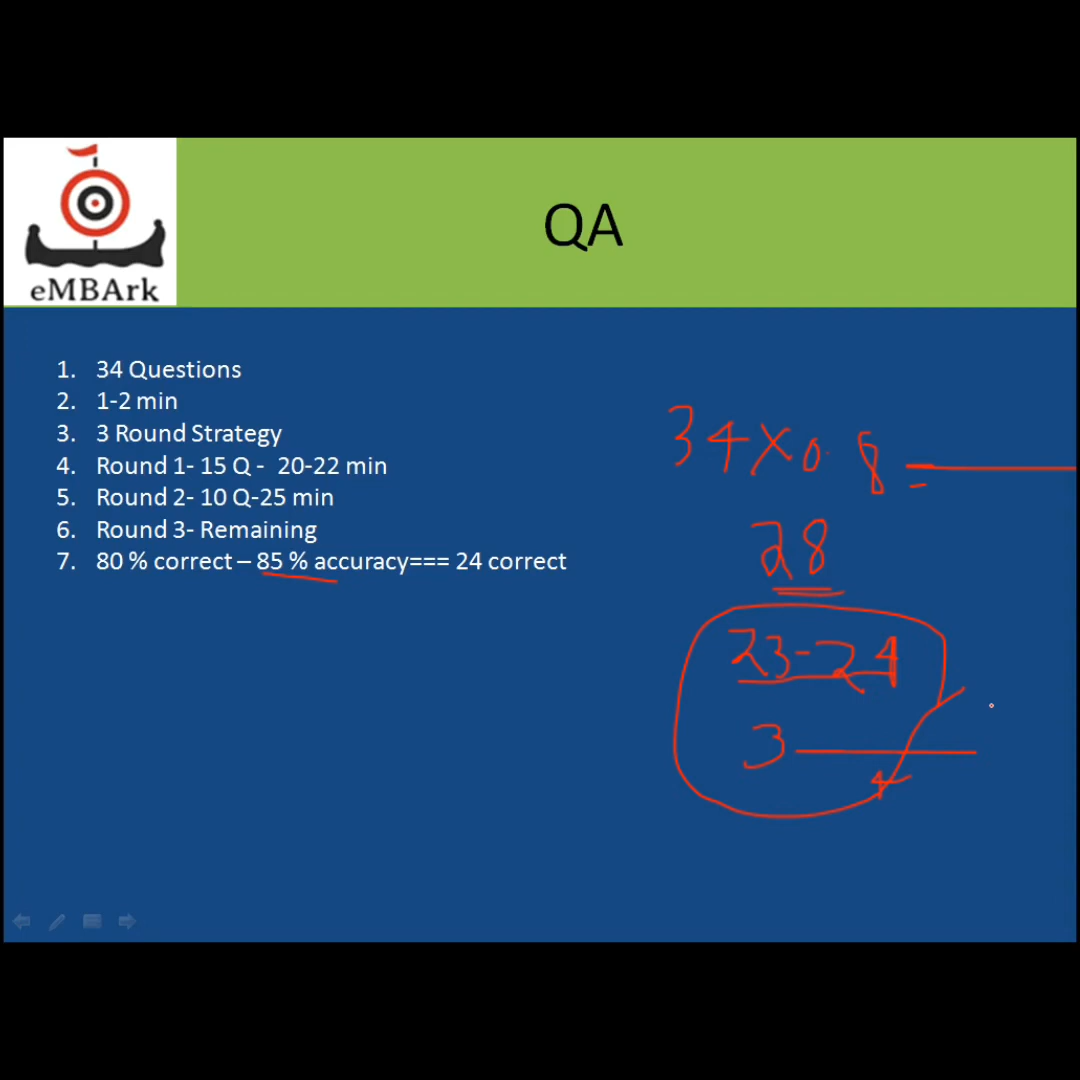 eMBArk
QA
1. 34 Questions
2. 1-2 min
3. 3 Round Strategy
4. Round 1- 15 Q - 20-22 min
5. Round 2- 10 Q-25 min
6. Round 3- Remaining
7. 80 % correct – 85 % accuracy=== 24 correct
34 X 0.8 =
28
23-24
3
4